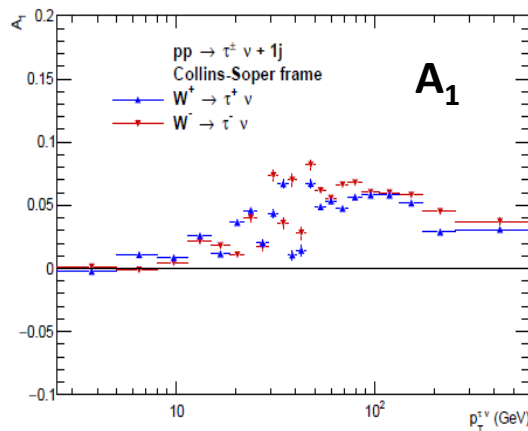 A₁
0.2
pp → τ± ν + 1j
Collins-Soper frame
W⁺ → τ⁺ ν
W⁻ → τ⁻ ν
A₁
0.15
0.1
0.05
0
−0.05
−0.1
10
10²
p_T^{τ ν} (GeV)